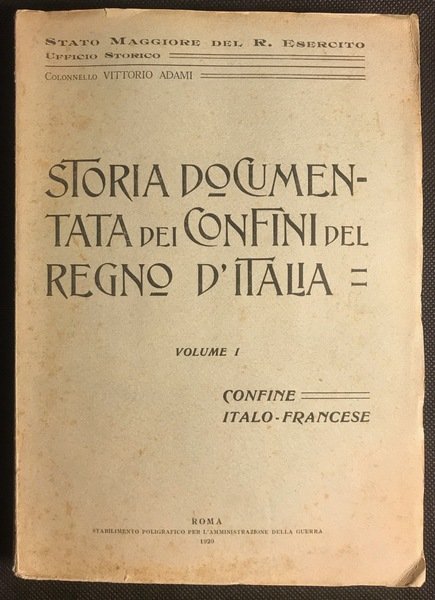 STATO MAGGIORE DEL R. ESERCITO
UFFICIO STORICO
COLONNELLO VITTORIO ADAMI
STORIA DOCUMEN-
TATA DEI CONFINI DEL
REGNO D'ITALIA =
VOLUME I
CONFINE
ITALO-FRANCESE
ROMA
STABILIMENTO POLIGRAFICO PER L'AMMINISTRAZIONE DELLA GUERRA
1920